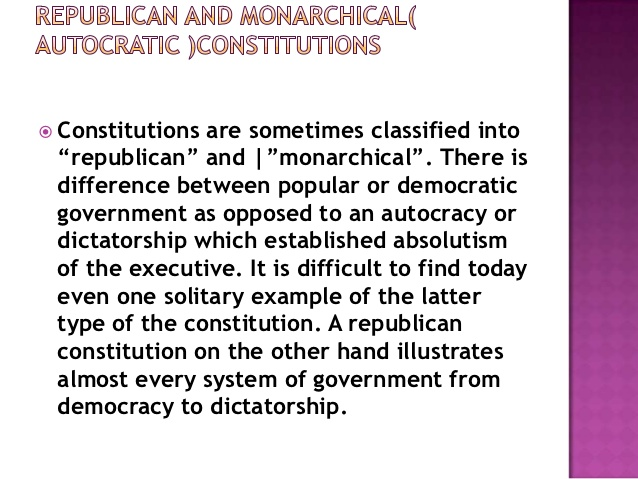 REPUBLICAN AND MONARCHICAL(
AUTOCRATIC )CONSTITUTIONS
Constitutions are sometimes classified into
“republican” and |”monarchical”. There is
difference between popular or democratic
government as opposed to an autocracy or
dictatorship which established absolutism
of the executive. It is difficult to find today
even one solitary example of the latter
type of the constitution. A republican
constitution on the other hand illustrates
almost every system of government from
democracy to dictatorship.